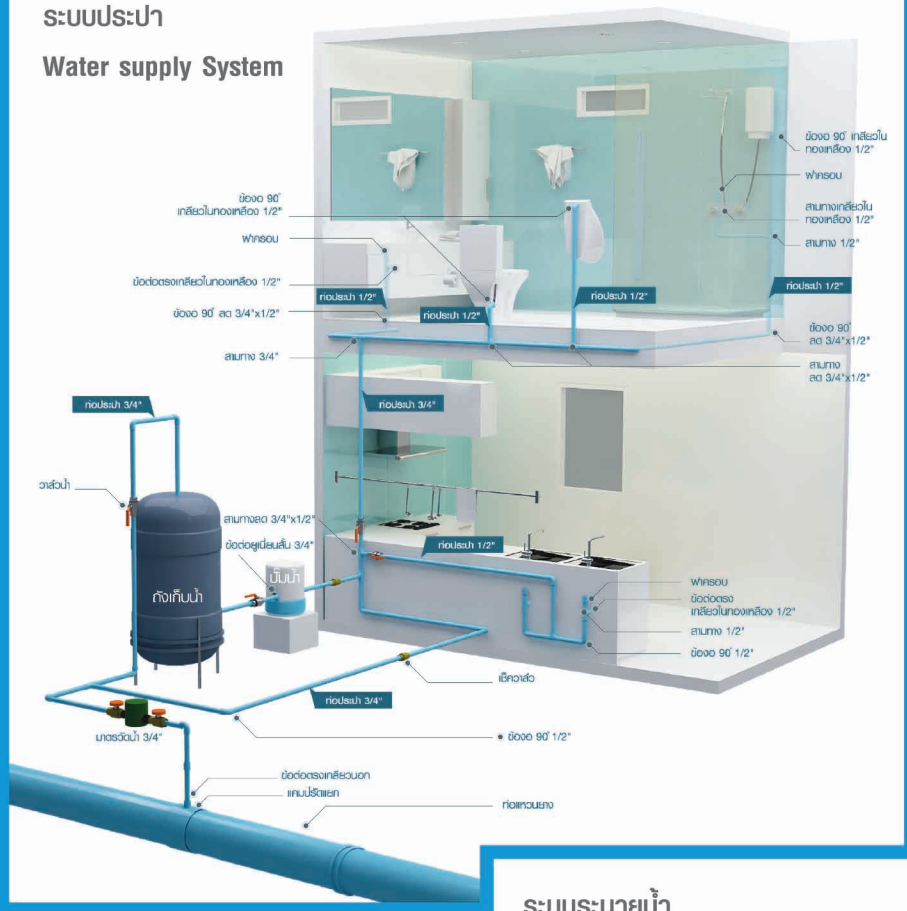 ระบบประปา
Water supply System
ข้องอ 90° เกลียวใน
ทองเหลือง 1/2"
ฝาครอบ
สามทางเกลียวใน
ทองเหลือง 1/2"
สามทาง 1/2"
ข้องอ 90°
เกลียวในทองเหลือง 1/2"
ฝาครอบ
ข้อต่อตรงเกลียวในทองเหลือง 1/2"
ท่อประปา 1/2"
ท่อประปา 1/2"
ท่อประปา 1/2"
ท่อประปา 1/2"
ข้องอ 90° ลด 3/4"x1/2"
สามทาง 3/4"
ข้องอ 90°
ลด 3/4"x1/2"
สามทาง
ลด 3/4"x1/2"
ท่อประปา 3/4"
ท่อประปา 3/4"
วาล์วน้ำ
สามทางลด 3/4"x1/2"
ข้อต่อยูเนี่ยนสั้น 3/4"
ท่อประปา 1/2"
ถังเก็บน้ำ
ปั๊มน้ำ
ฝาครอบ
ข้อต่อตรง
เกลียวในทองเหลือง 1/2"
สามทาง 1/2"
ข้องอ 90° 1/2"
เช็ควาล์ว
ท่อประปา 3/4"
มาตรวัดน้ำ 3/4"
ข้องอ 90° 1/2"
ข้อต่อตรงเกลียวนอก
แคมป์รัดแยก
ท่อแหวนยาง
ระบบระบายน้ำ